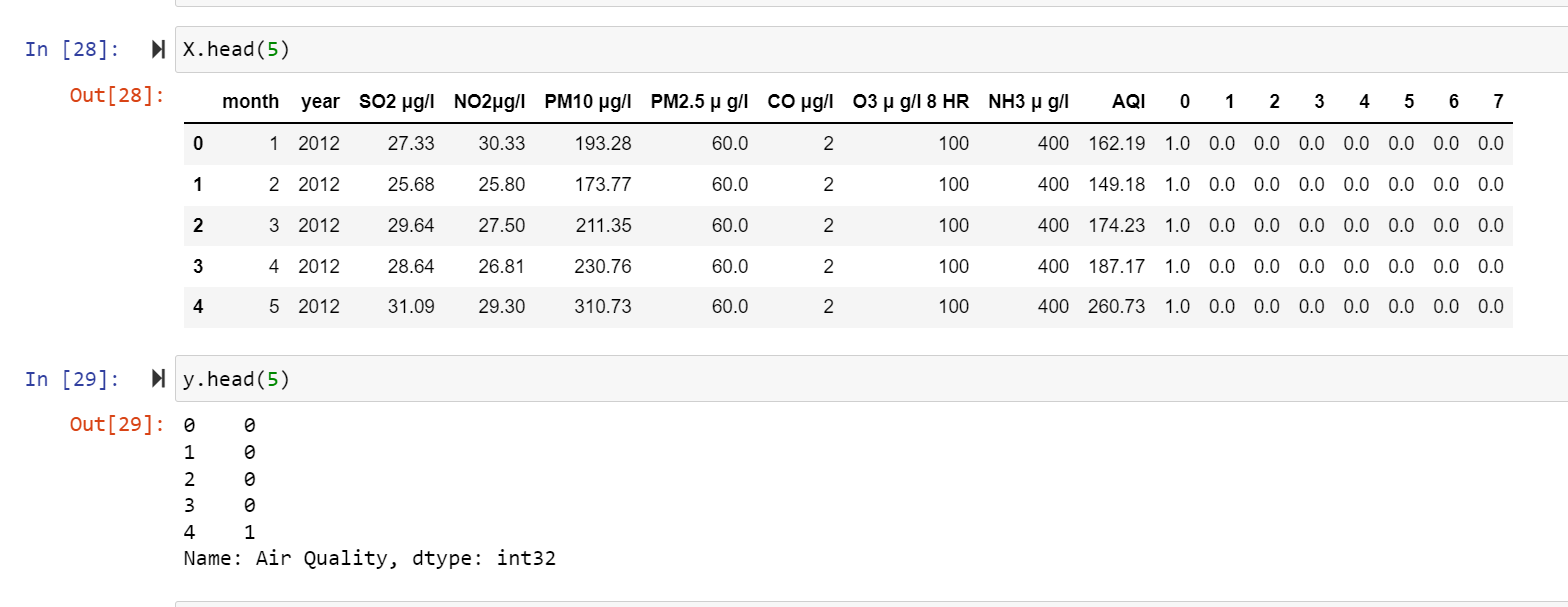 In [28]: X.head(5)
Out[28]:
month year SO2 µg/l NO2µg/l PM10 µg/l PM2.5 µ g/l CO µg/l O3 µ g/l 8 HR NH3 µ g/l AQI 0 1 2 3 4 5 6 7
0 1 2012 27.33 30.33 193.28 60.0 2 100 400 162.19 1.0 0.0 0.0 0.0 0.0 0.0 0.0 0.0
1 2 2012 25.68 25.80 173.77 60.0 2 100 400 149.18 1.0 0.0 0.0 0.0 0.0 0.0 0.0 0.0
2 3 2012 29.64 27.50 211.35 60.0 2 100 400 174.23 1.0 0.0 0.0 0.0 0.0 0.0 0.0 0.0
3 4 2012 28.64 26.81 230.76 60.0 2 100 400 187.17 1.0 0.0 0.0 0.0 0.0 0.0 0.0 0.0
4 5 2012 31.09 29.30 310.73 60.0 2 100 400 260.73 1.0 0.0 0.0 0.0 0.0 0.0 0.0 0.0
In [29]: y.head(5)
Out[29]: 0 0
1 0
2 0
3 0
4 1
Name: Air Quality, dtype: int32